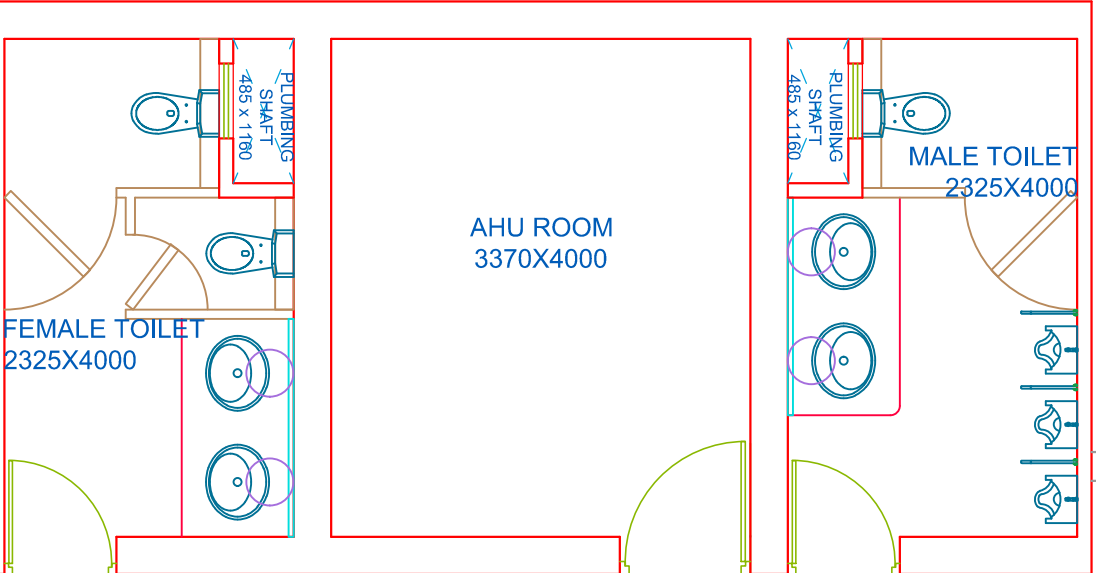 PLUMBING
SHAFT
485 x 1160
PLUMBING
SHAFT
485 x 1160
MALE TOILET
2325X4000
AHU ROOM
3370X4000
FEMALE TOILET
2325X4000